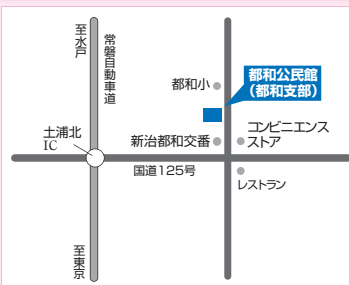 至水戸
常磐自動車道
都和小
都和公民館
（都和支部）
土浦北
IC
新治都和交番
コンビニエンス
ストア
国道125号
レストラン
至東京